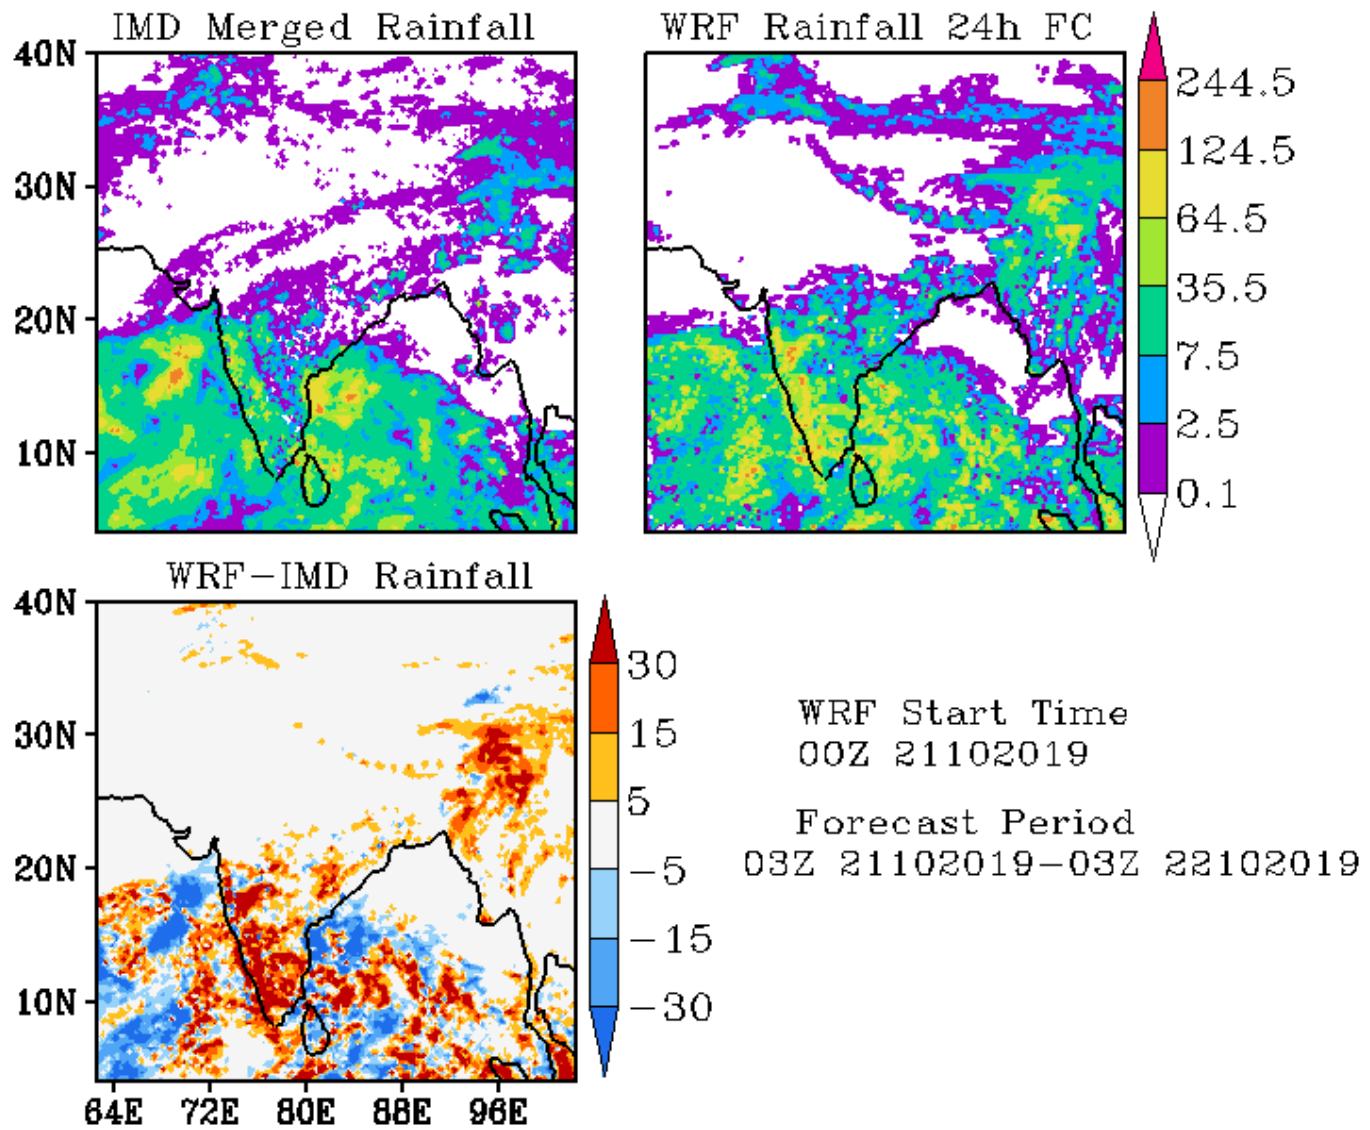 IMD Merged Rainfall
WRF Rainfall 24h FC
40N
30N
20N
10N
244.5
124.5
64.5
35.5
7.5
2.5
0.1
WRF-IMD Rainfall
40N
30N
20N
10N
64E 72E 80E 88E 96E
30
15
5
-5
-15
-30
WRF Start Time
00Z 21102019
Forecast Period
03Z 21102019-03Z 22102019